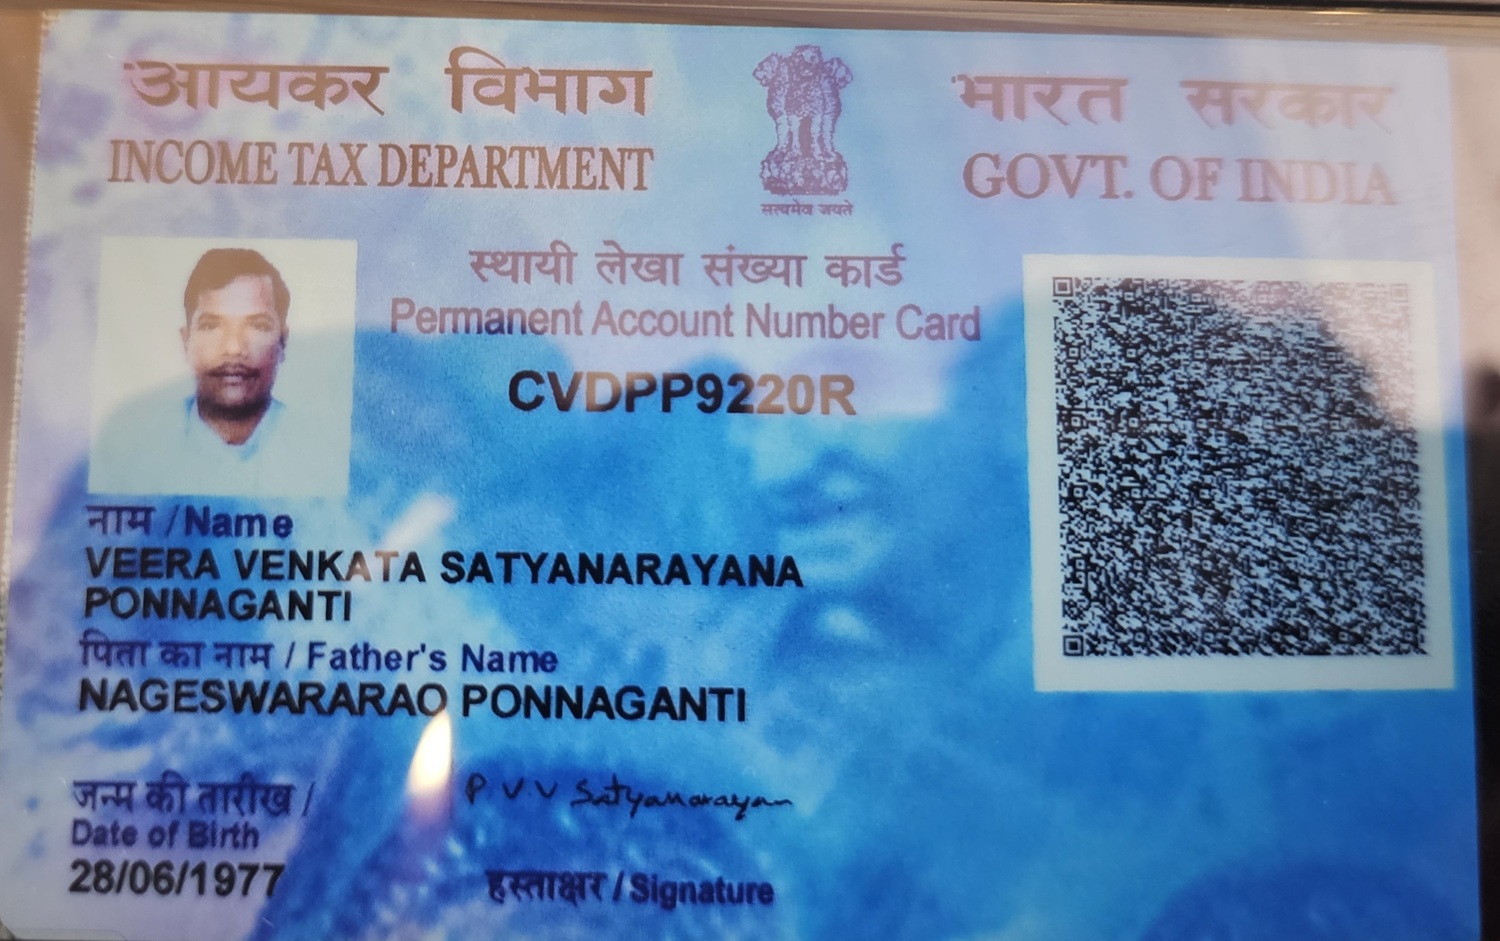 आयकर विभाग
INCOME TAX DEPARTMENT
सत्यमेव जयते
भारत सरकार
GOVT. OF INDIA
स्थायी लेखा संख्या कार्ड
Permanent Account Number Card
CVDPP9220R
नाम / Name
VEERA VENKATA SATYANARAYANA
PONNAGANTI
पिता का नाम / Father's Name
NAGESWARARAO PONNAGANTI
जन्म की तारीख /
Date of Birth
28/06/1977
P V.V Satyanarayan
हस्ताक्षर / Signature